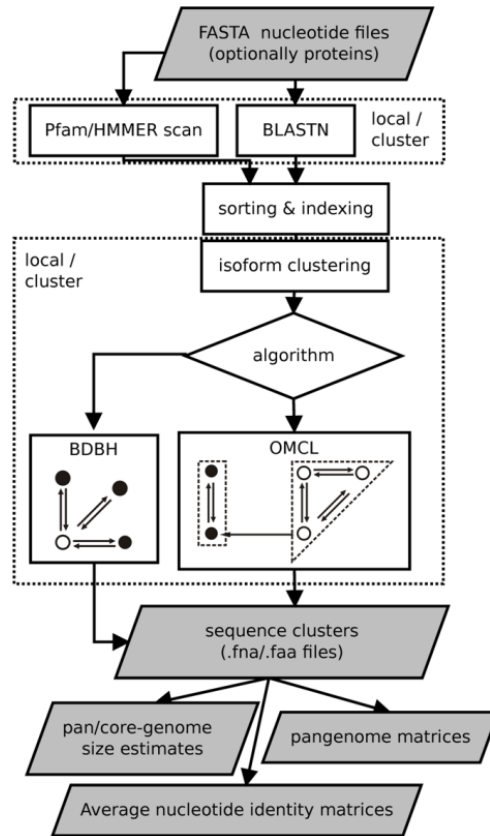 FASTA nucleotide files
(optionally proteins)
Pfam/HMMER scan
BLASTN
local /
cluster
sorting & indexing
local /
cluster
isoform clustering
algorithm
BDBH
OMCL
sequence clusters
(.fna/.faa files)
pan/core-genome
size estimates
pangenome matrices
Average nucleotide identity matrices